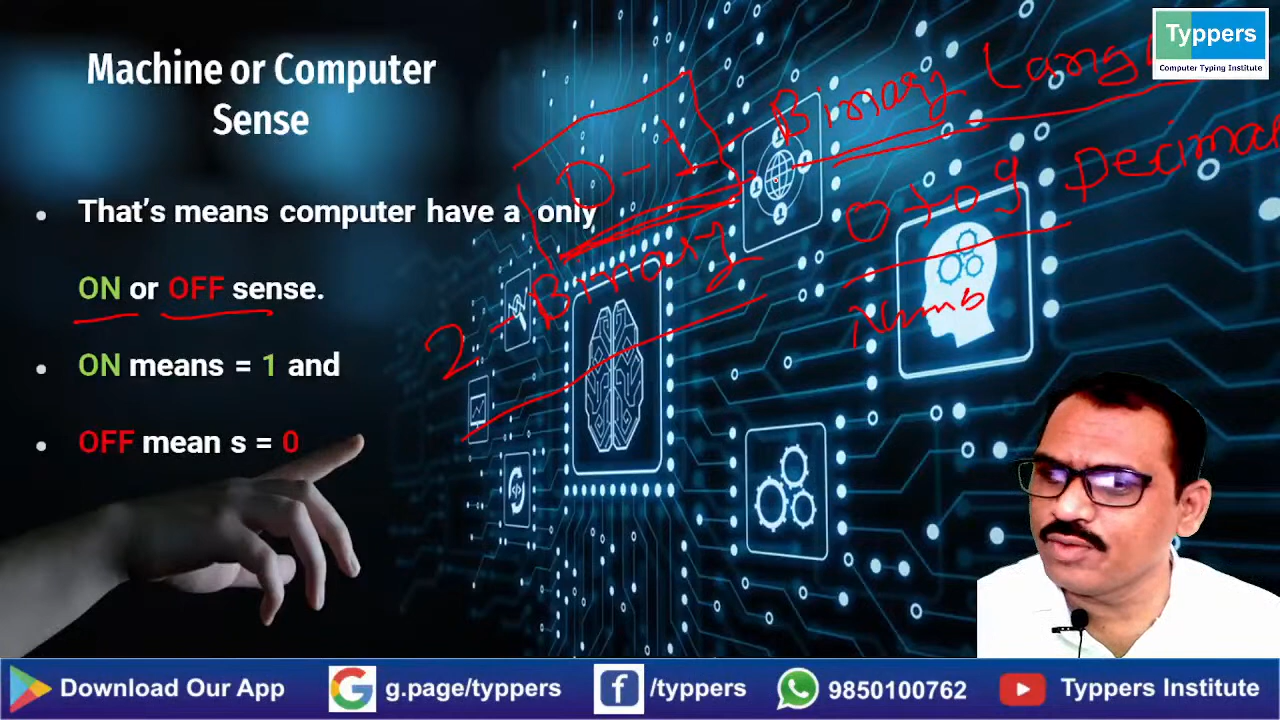 Machine or Computer
Sense
Typpers
Computer Typing Institute
• That's means computer have a only
ON or OFF sense.
• ON means = 1 and
• OFF mean s = 0
0-1 - Binary Lang
2 - Binary
0 to 9 Decimal
Numb
Download Our App
g.page/typpers
/typpers
9850100762
Typpers Institute